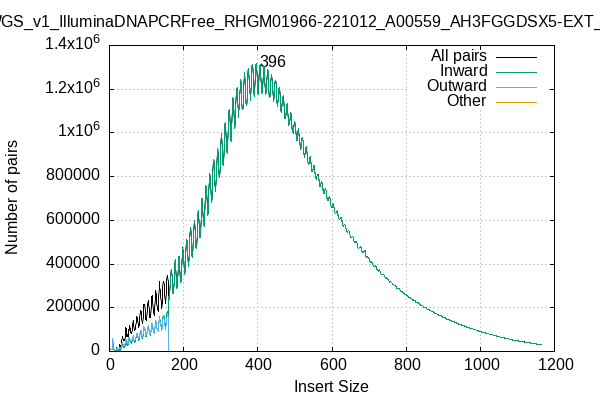 WGS_v1_IlluminaDNAPCRFree_RHGM01966-221012_A00559_AH3FGGDSX5-EXT_
1.4x10^6
1.2x10^6
1x10^6
800000
600000
400000
200000
0
Number of pairs
396
All pairs
Inward
Outward
Other
0 200 400 600 800 1000 1200
Insert Size